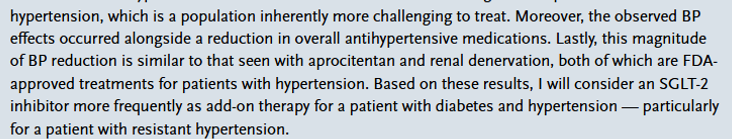 hypertension, which is a population inherently more challenging to treat. Moreover, the observed BP
effects occurred alongside a reduction in overall antihypertensive medications. Lastly, this magnitude
of BP reduction is similar to that seen with aprocitentan and renal denervation, both of which are FDA-
approved treatments for patients with hypertension. Based on these results, I will consider an SGLT-2
inhibitor more frequently as add-on therapy for a patient with diabetes and hypertension — particularly
for a patient with resistant hypertension.